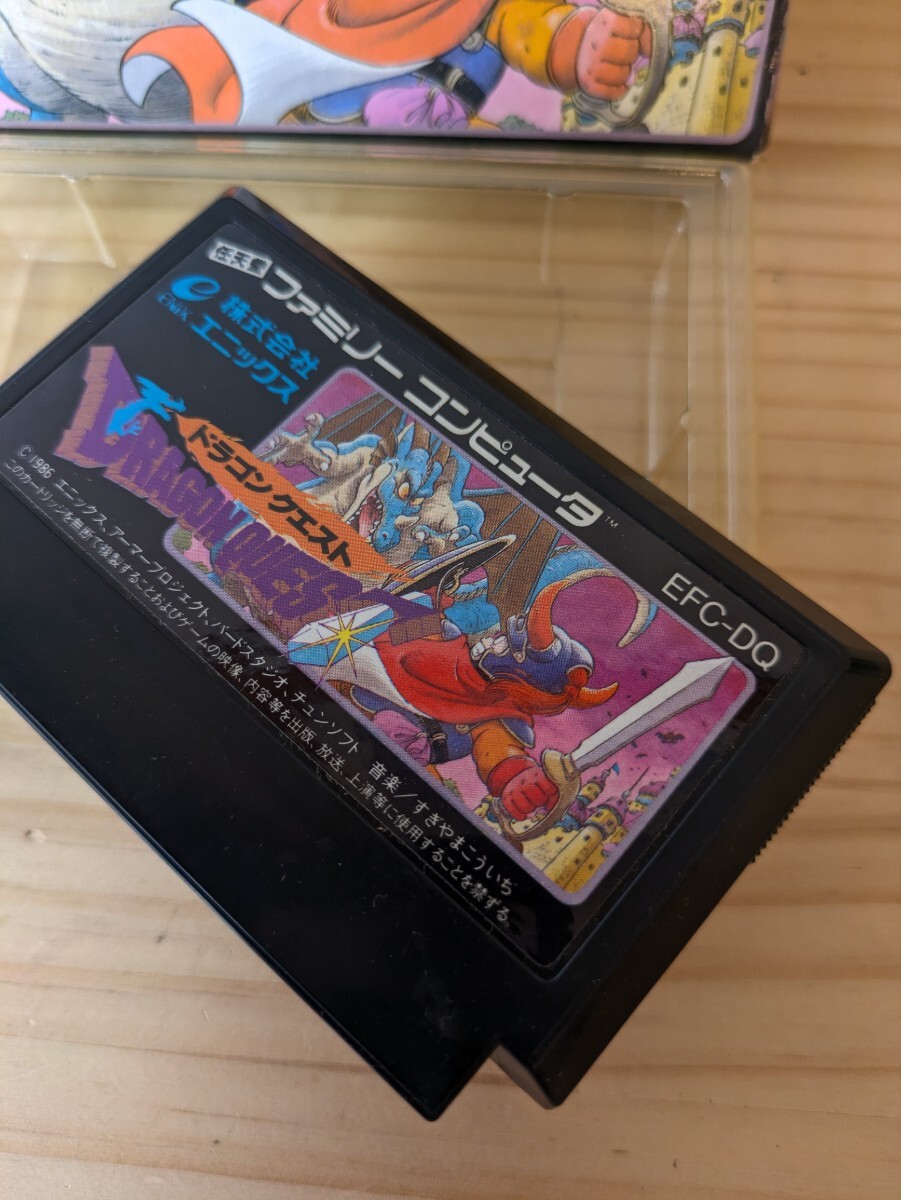 任天堂 ファミリー コンピュータ™
Enix 株式会社
エニックス
ドラゴンクエスト
DRAGON QUEST
EFC-DQ
© 1986 エニックス、アーマープロジェクト、バードスタジオ、チュンソフト 音楽/すぎやまこういち
このカートリッジを無断で複製することおよびゲームの映像、内容等を出版、放送、上演等に使用することを禁ずる。